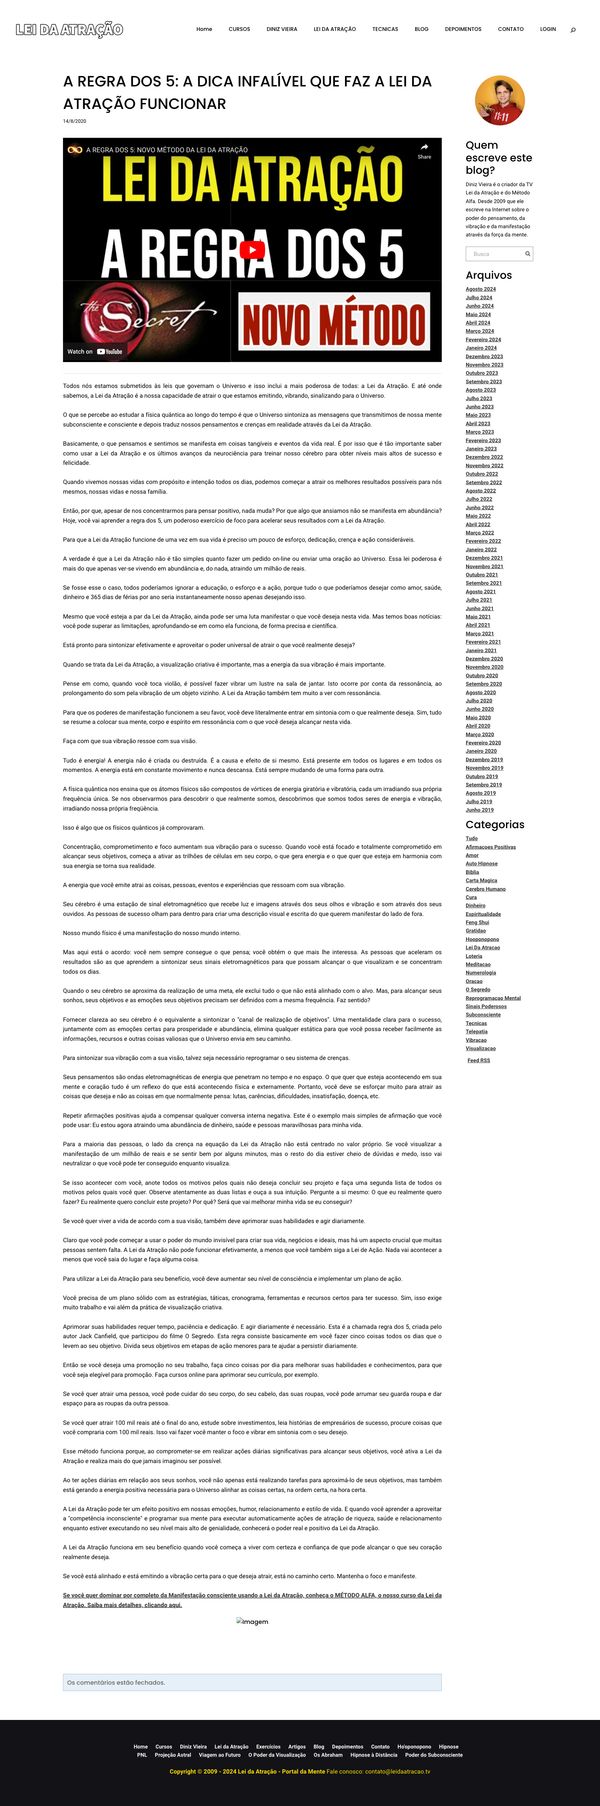 LEI DA ATRAÇÃO
Home CURSOS DINIZ VIEIRA LEI DA ATRAÇÃO TECNICAS BLOG DEPOIMENTOS CONTATO LOGIN
A REGRA DOS 5: A DICA INFALÍVEL QUE FAZ A LEI DA
ATRAÇÃO FUNCIONAR
14/8/2020
A REGRA DOS 5: NOVO MÉTODO DA LEI DA ATRAÇÃO
Share
LEI DA ATRAÇÃO
A REGRA DOS 5
the Secret
NOVO MÉTODO
Watch on YouTube
Todos nós estamos submetidos às leis que governam o Universo e isso inclui a mais poderosa de todas: a Lei da Atração. E até onde
sabemos, a Lei da Atração é a nossa capacidade de atrair o que estamos emitindo, vibrando, sinalizando para o Universo.
O que se percebe ao estudar a física quântica ao longo do tempo é que o Universo sintoniza as mensagens que transmitimos de nossa mente
subconsciente e consciente e depois traduz nossos pensamentos e crenças em realidade através da Lei da Atração.
Basicamente, o que pensamos e sentimos se manifesta em coisas tangíveis e eventos da vida real. É por isso que é tão importante saber
como usar a Lei da Atração e os últimos avanços da neurociência para treinar nosso cérebro para obter níveis mais altos de sucesso e
felicidade.
Quando vivemos nossas vidas com propósito e intenção todos os dias, podemos começar a atrair os melhores resultados possíveis para nós
mesmos, nossas vidas e nossa família.
Então, por que, apesar de nos concentrarmos para pensar positivo, nada muda? Por que algo que ansiamos não se manifesta em abundância?
Hoje, você vai aprender a regra dos 5, um poderoso exercício de foco para acelerar seus resultados com a Lei da Atração.
Para que a Lei da Atração funcione de uma vez em sua vida é preciso um pouco de esforço, dedicação, crença e ação consideráveis.
A verdade é que a Lei da Atração não é tão simples quanto fazer um pedido on-line ou enviar uma oração ao Universo. Essa lei poderosa é
mais do que apenas ver-se vivendo em abundância e, do nada, atraindo um milhão de reais.
Se fosse esse o caso, todos poderíamos ignorar a educação, o esforço e a ação, porque tudo o que poderíamos desejar como amor, saúde,
dinheiro e 365 dias de férias por ano seria instantaneamente nosso apenas desejando isso.
Mesmo que você esteja a par da Lei da Atração, ainda pode ser uma luta manifestar o que você deseja nesta vida. Mas temos boas notícias:
você pode superar as limitações, aprofundando-se em como ela funciona, de forma precisa e científica.
Está pronto para sintonizar efetivamente e aproveitar o poder universal de atrair o que você realmente deseja?
Quando se trata da Lei da Atração, a visualização criativa é importante, mas a energia da sua vibração é mais importante.
Pense em como, quando você toca violão, é possível fazer vibrar um lustre na sala de jantar. Isto ocorre por conta da ressonância, ao
prolongamento do som pela vibração de um objeto vizinho. A Lei da Atração também tem muito a ver com ressonância.
Para que os poderes de manifestação funcionem a seu favor, você deve literalmente entrar em sintonia com o que realmente deseja. Sim, tudo
se resume a colocar sua mente, corpo e espírito em ressonância com o que você deseja alcançar nesta vida.
Faça com que sua vibração ressoe com sua visão.
Tudo é energia! A energia não é criada ou destruída. É a causa e efeito de si mesmo. Está presente em todos os lugares e em todos os
momentos. A energia está em constante movimento e nunca descansa. Está sempre mudando de uma forma para outra.
A física quântica nos ensina que os átomos físicos são compostos de vórtices de energia giratória e vibratória, cada um irradiando sua própria
frequência única. Se nos observarmos para descobrir o que realmente somos, descobrimos que somos todos seres de energia e vibração,
irradiando nossa própria freqüência.
Isso é algo que os físicos quânticos já comprovaram.
Concentração, comprometimento e foco aumentam sua vibração para o sucesso. Quando você está focado e totalmente comprometido em
alcançar seus objetivos, começa a ativar as trilhões de células em seu corpo, o que gera energia e o que quer que esteja em harmonia com
sua energia se torna sua realidade.
A energia que você emite atrai as coisas, pessoas, eventos e experiências que ressoam com sua vibração.
Seu cérebro é uma estação de sinal eletromagnético que recebe luz e imagens através dos seus olhos e vibração e som através dos seus
ouvidos. As pessoas de sucesso olham para dentro para criar uma descrição visual e escrita do que querem manifestar do lado de fora.
Nosso mundo físico é uma manifestação do nosso mundo interno.
Mas aqui está o acordo: você nem sempre consegue o que pensa; você obtém o que mais lhe interessa. As pessoas que aceleram os
resultados são as que aprendem a sintonizar seus sinais eletromagnéticos para que possam alcançar o que visualizam e se concentram
todos os dias.
Quando o seu cérebro se aproxima da realização de uma meta, ele exclui tudo o que não está alinhado com o alvo. Mas, para alcançar seus
sonhos, seus objetivos e as emoções seus objetivos precisam ser definidos com a mesma frequência. Faz sentido?
Fornecer clareza ao seu cérebro é o equivalente a sintonizar o "canal de realização de objetivos". Uma mentalidade clara para o sucesso,
juntamente com as emoções certas para prosperidade e abundância, elimina qualquer estática para que você possa receber facilmente as
informações, recursos e outras coisas valiosas que o Universo envia em seu caminho.
Para sintonizar sua vibração com a sua visão, talvez seja necessário reprogramar o seu sistema de crenças.
Seus pensamentos são ondas eletromagnéticas de energia que penetram no tempo e no espaço. O que quer que esteja acontecendo em sua
mente e coração tudo é um reflexo do que está acontecendo física e externamente. Portanto, você deve se esforçar muito para atrair as
coisas que deseja e não as coisas em que normalmente pensa: lutas, carências, dificuldades, insatisfação, doença, etc.
Repetir afirmações positivas ajuda a compensar qualquer conversa interna negativa. Este é o exemplo mais simples de afirmação que você
pode usar: Eu estou agora atraindo uma abundância de dinheiro, saúde e pessoas maravilhosas para minha vida.
Para a maioria das pessoas, o lado da crença na equação da Lei da Atração não está centrado no valor próprio. Se você visualizar a
manifestação de um milhão de reais e se sentir bem por alguns minutos, mas o resto do dia estiver cheio de dúvidas e medo, isso vai
neutralizar o que você pode ter conseguido enquanto visualiza.
Se isso acontecer com você, anote todos os motivos pelos quais não deseja concluir seu projeto e faça uma segunda lista de todos os
motivos pelos quais você quer. Observe atentamente as duas listas e ouça a sua intuição. Pergunte a si mesmo: O que eu realmente quero
fazer? Eu realmente quero concluir este projeto? Por quê? Será que vai melhorar minha vida se eu conseguir?
Se você quer viver a vida de acordo com a sua visão, também deve aprimorar suas habilidades e agir diariamente.
Claro que você pode começar a usar o poder do mundo invisível para criar sua vida, negócios e ideais, mas há um aspecto crucial que muitas
pessoas sentem falta. A Lei da Atração não pode funcionar efetivamente, a menos que você também siga a Lei de Ação. Nada vai acontecer a
menos que você saia do lugar e faça alguma coisa.
Para utilizar a Lei da Atração para seu benefício, você deve aumentar seu nível de consciência e implementar um plano de ação.
Você precisa de um plano sólido com as estratégias, táticas, cronograma, ferramentas e recursos certos para ter sucesso. Sim, isso exige
muito trabalho e vai além da prática de visualização criativa.
Aprimorar suas habilidades requer tempo, paciência e dedicação. E agir diariamente é necessário. Esta é a chamada regra dos 5, criada pelo
autor Jack Canfield, que participou do filme O Segredo. Esta regra consiste basicamente em você fazer cinco coisas todos os dias que o
levem ao seu objetivo. Divida seus objetivos em etapas de ação menores para te ajudar a persistir diariamente.
Então se você deseja uma promoção no seu trabalho, faça cinco coisas por dia para melhorar suas habilidades e conhecimentos, para que
você seja elegível para promoção. Faça cursos online para aprimorar seu currículo, por exemplo.
Se você quer atrair uma pessoa, você pode cuidar do seu corpo, do seu cabelo, das suas roupas, você pode arrumar seu guarda roupa e dar
espaço para as roupas da outra pessoa.
Se você quer atrair 100 mil reais até o final do ano, estude sobre investimentos, leia histórias de empresários de sucesso, procure coisas que
você compraria com 100 mil reais. Isso vai fazer você manter o foco e vibrar em sintonia com o seu desejo.
Esse método funciona porque, ao comprometer-se em realizar ações diárias significativas para alcançar seus objetivos, você ativa a Lei da
Atração e realiza mais do que jamais imaginou ser possível.
Ao ter ações diárias em relação aos seus sonhos, você não apenas está realizando tarefas para aproximá-lo de seus objetivos, mas também
está gerando a energia positiva necessária para o Universo alinhar as coisas certas, na ordem certa, na hora certa.
A Lei da Atração pode ter um efeito positivo em nossas emoções, humor, relacionamento e estilo de vida. E quando você aprender a aproveitar
a "competência inconsciente" e programar sua mente para executar automaticamente ações de atração de riqueza, saúde e relacionamento
enquanto estiver executando no seu nível mais alto de genialidade, conhecerá o poder real e positivo da Lei da Atração.
A Lei da Atração funciona em seu benefício quando você começa a viver com certeza e confiança de que pode alcançar o que seu coração
realmente deseja.
Se você está alinhado e está emitindo a vibração certa para o que deseja atrair, está no caminho certo. Mantenha o foco e manifeste.
Se você quer dominar por completo da Manifestação consciente usando a Lei da Atração, conheça o MÉTODO ALFA, o nosso curso da Lei da
Atração. Saiba mais detalhes, clicando aqui.
Imagem
Os comentários estão fechados.
11:11
Quem
escreve este
blog?
Diniz Vieira é o criador da TV
Lei da Atração e do Método
Alfa. Desde 2009 que ele
escreve na Internet sobre o
poder do pensamento, da
vibração e da manifestação
através da força da mente.
Busca
Arquivos
Agosto 2024
Julho 2024
Junho 2024
Maio 2024
Abril 2024
Março 2024
Fevereiro 2024
Janeiro 2024
Dezembro 2023
Novembro 2023
Outubro 2023
Setembro 2023
Agosto 2023
Julho 2023
Junho 2023
Maio 2023
Abril 2023
Março 2023
Fevereiro 2023
Janeiro 2023
Dezembro 2022
Novembro 2022
Outubro 2022
Setembro 2022
Agosto 2022
Julho 2022
Junho 2022
Maio 2022
Abril 2022
Março 2022
Fevereiro 2022
Janeiro 2022
Dezembro 2021
Novembro 2021
Outubro 2021
Setembro 2021
Agosto 2021
Julho 2021
Junho 2021
Maio 2021
Abril 2021
Março 2021
Fevereiro 2021
Janeiro 2021
Dezembro 2020
Novembro 2020
Outubro 2020
Setembro 2020
Agosto 2020
Julho 2020
Junho 2020
Maio 2020
Abril 2020
Março 2020
Fevereiro 2020
Janeiro 2020
Dezembro 2019
Novembro 2019
Outubro 2019
Setembro 2019
Agosto 2019
Julho 2019
Junho 2019
Categorias
Tudo
Afirmacoes Positivas
Amor
Auto Hipnose
Biblia
Carta Magica
Cerebro Humano
Cura
Dinheiro
Espiritualidade
Feng Shui
Gratidao
Hooponopono
Lei Da Atracao
Loteria
Meditacao
Numerologia
Oracao
O Segredo
Reprogramacao Mental
Sinais Poderosos
Subconsciente
Tecnicas
Telepatia
Vibracao
Visualizacao
Feed RSS
Home Cursos Diniz Vieira Lei da Atração Exercícios Artigos Blog Depoimentos Contato Ho'oponopono Hipnose
PNL Projeção Astral Viagem ao Futuro O Poder da Visualização Os Abraham Hipnose à Distância Poder do Subconsciente
Copyright © 2009 - 2024 Lei da Atração - Portal da Mente Fale conosco: contato@leidaatracao.tv